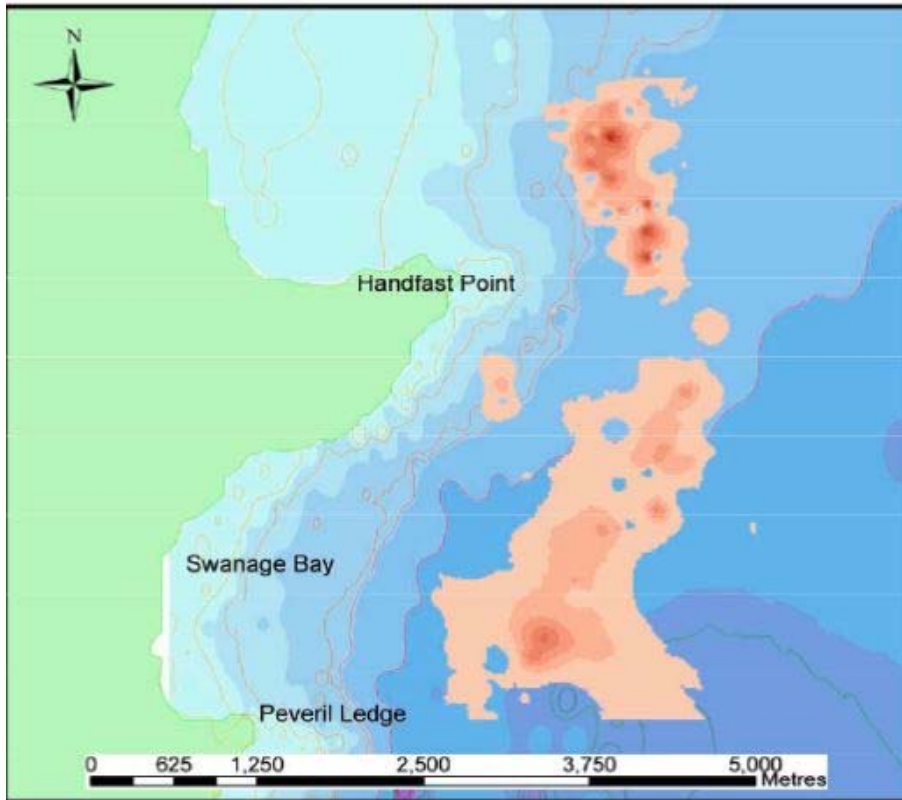 N
Handfast Point
Swanage Bay
Peveril Ledge
0 625 1,250 2,500 3,750 5,000
Metres